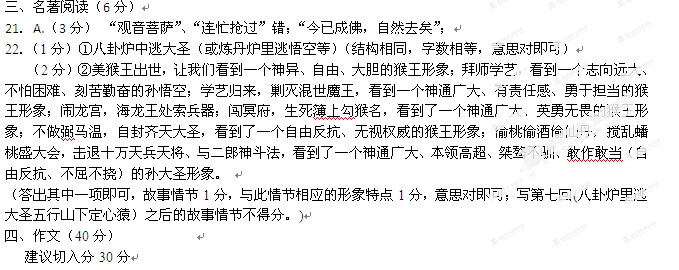 三、名著阅读（6分）
21. A.（3分） “观音菩萨”、“连忙抢过”错；“今已成佛，自然去矣”；
22.（1分）①八卦炉中逃大圣（或炼丹炉里逃悟空等）（结构相同，字数相等，意思对即可）
（2分）②美猴王出世，让我们看到一个神异、自由、大胆的猴王形象；拜师学艺，看到一个志向远大、
不怕困难、刻苦勤奋的孙悟空；学艺归来，剿灭混世魔王，看到一个神通广大、有责任感、勇于担当的猴
王形象；闹龙宫，海龙王处索兵器；闯冥府，生死簿上勾猴名，看到了一个神通广大、英勇无畏的猴王形
象；不做弼马温，自封齐天大圣，看到了一个自由反抗、无视权威的猴王形象；偷桃偷酒偷仙丹，搅乱蟠
桃盛大会，击退十万天兵天将、与二郎神斗法，看到了一个神通广大、本领高超、桀骜不驯、敢作敢当（自
由反抗、不屈不挠）的孙大圣形象。
（答出其中一项即可，故事情节1分，与此情节相应的形象特点1分，意思对即可；写第七回(八卦炉里逃
大圣五行山下定心猿）之后的故事情节不得分。)
四、作文（40分）
建议切入分30分